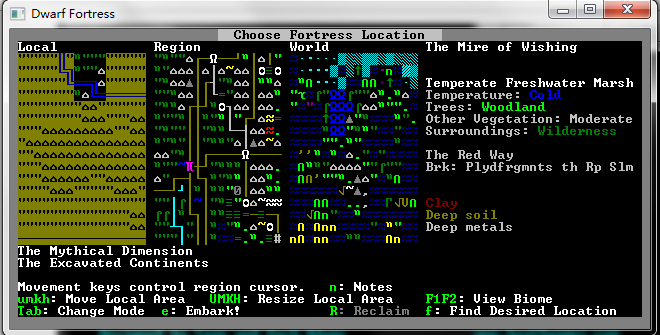 Dwarf Fortress
Choose Fortress Location
Local Region World The Mire of Wishing
Temperate Freshwater Marsh
Temperature: Cold
Trees: Woodland
Other Vegetation: Moderate
Surroundings: Wilderness
The Red Way
Brk: Plydfrgmnts th Rp Slm
Clay
Deep soil
Deep metals
The Mythical Dimension
The Excavated Continents
Movement keys control region cursor. n: Notes
umkh: Move Local Area UMKH: Resize Local Area F1F2: View Biome
Tab: Change Mode e: Embark! R: Reclaim f: Find Desired Location